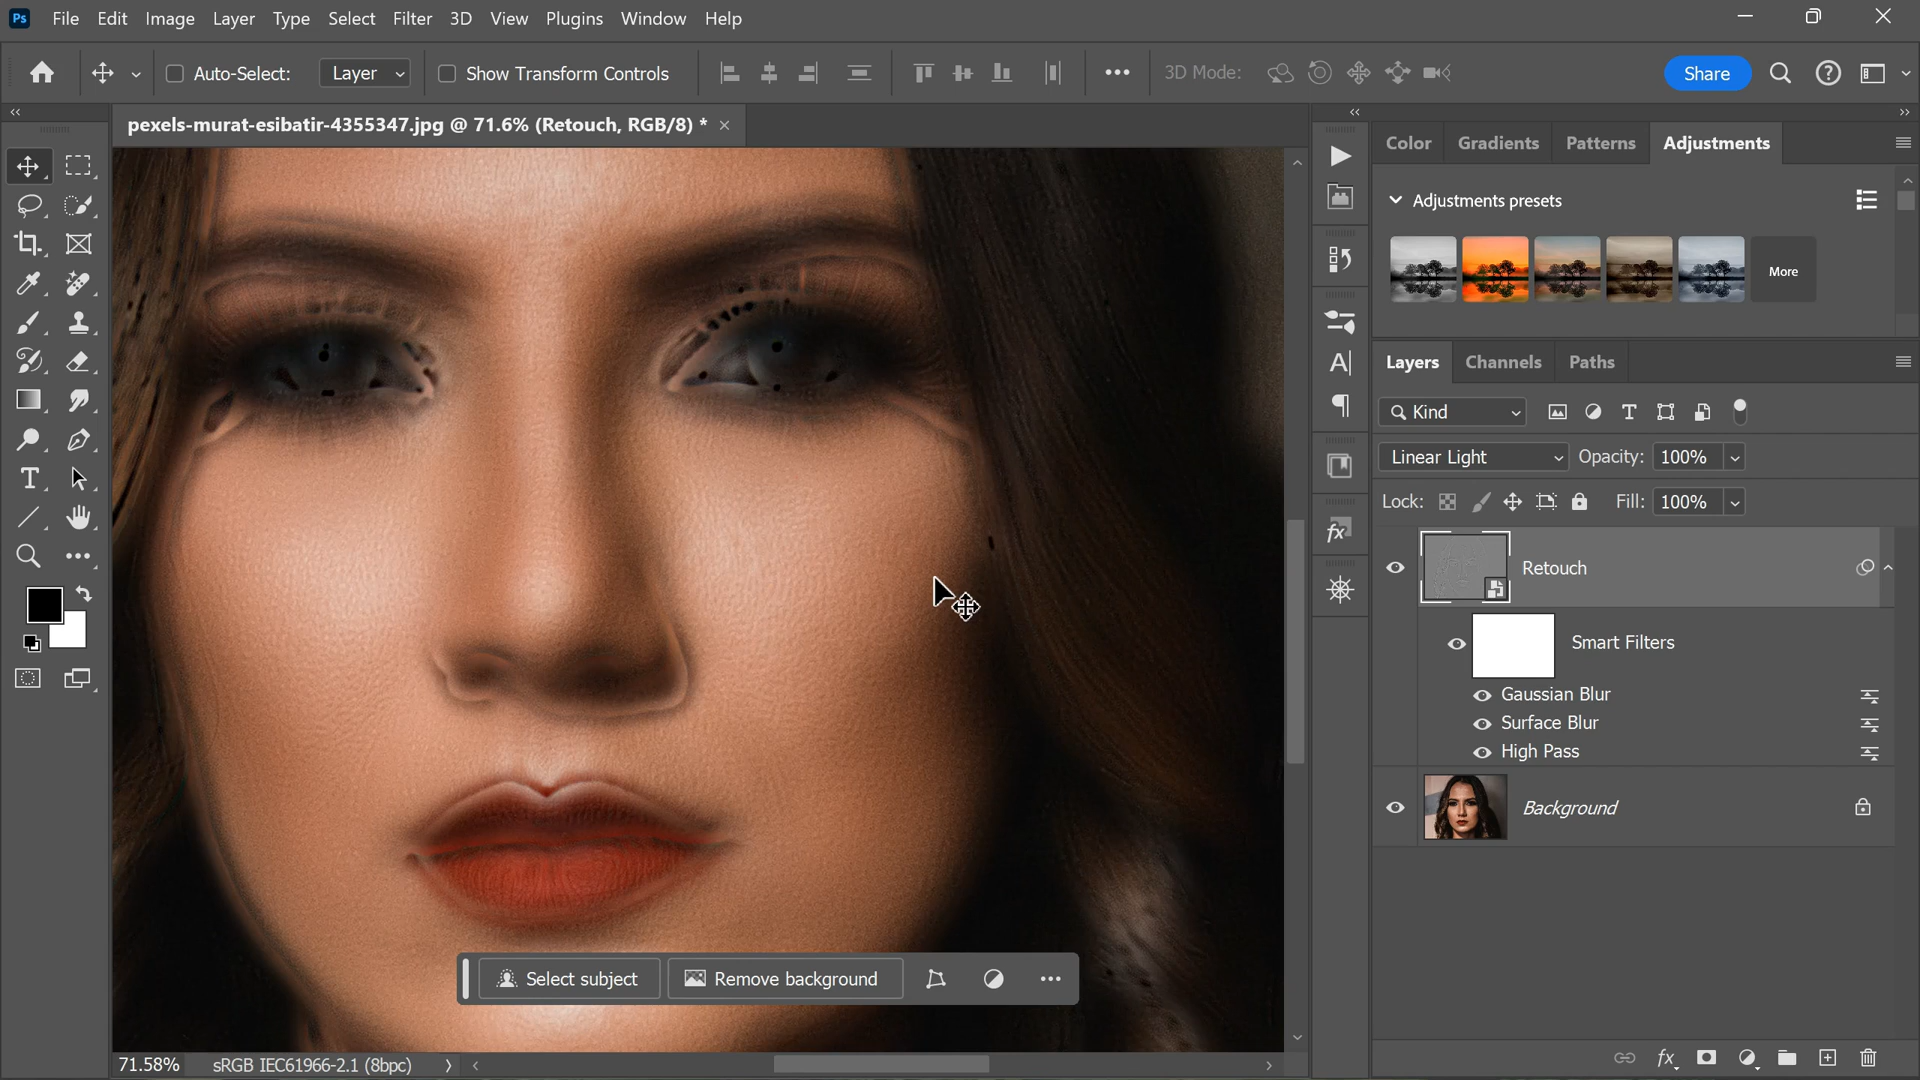 Ps File Edit Image Layer Type Select Filter 3D View Plugins Window Help
Auto-Select: Layer Show Transform Controls 3D Mode: Share
pexels-murat-esibatir-4355347.jpg @ 71.6% (Retouch, RGB/8) *
Color Gradients Patterns Adjustments
Adjustments presets
More
Layers Channels Paths
Kind
Linear Light Opacity: 100%
Lock: Fill: 100%
Retouch
Smart Filters
Gaussian Blur
Surface Blur
High Pass
Background
Select subject Remove background
71.58% sRGB IEC61966-2.1 (8bpc)